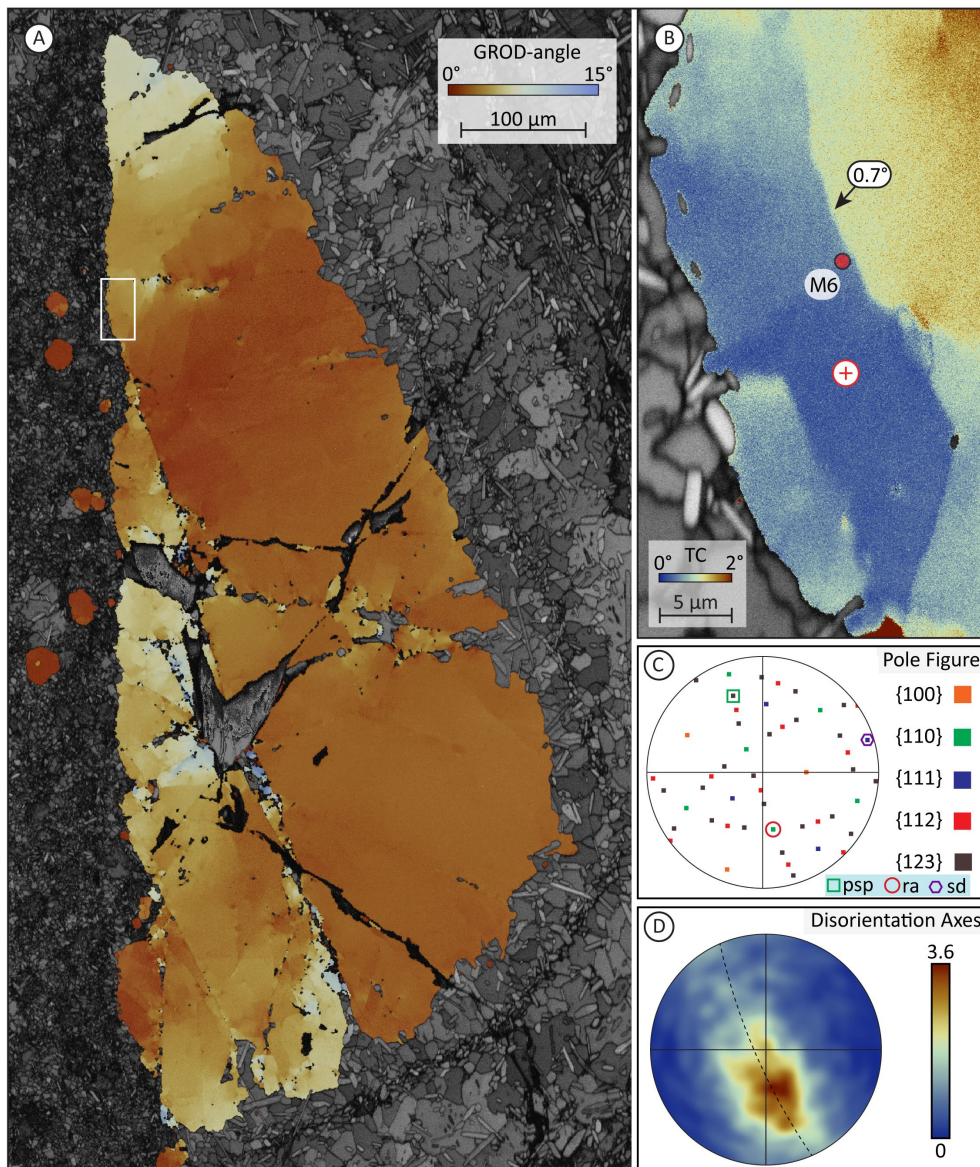 A
GROD-angle
0° 15°
100 µm
B
0.7°
M6
TC
0° 2°
5 µm
C
Pole Figure
{100}
{110}
{111}
{112}
{123}
psp ra sd
D
Disorientation Axes
3.6
0